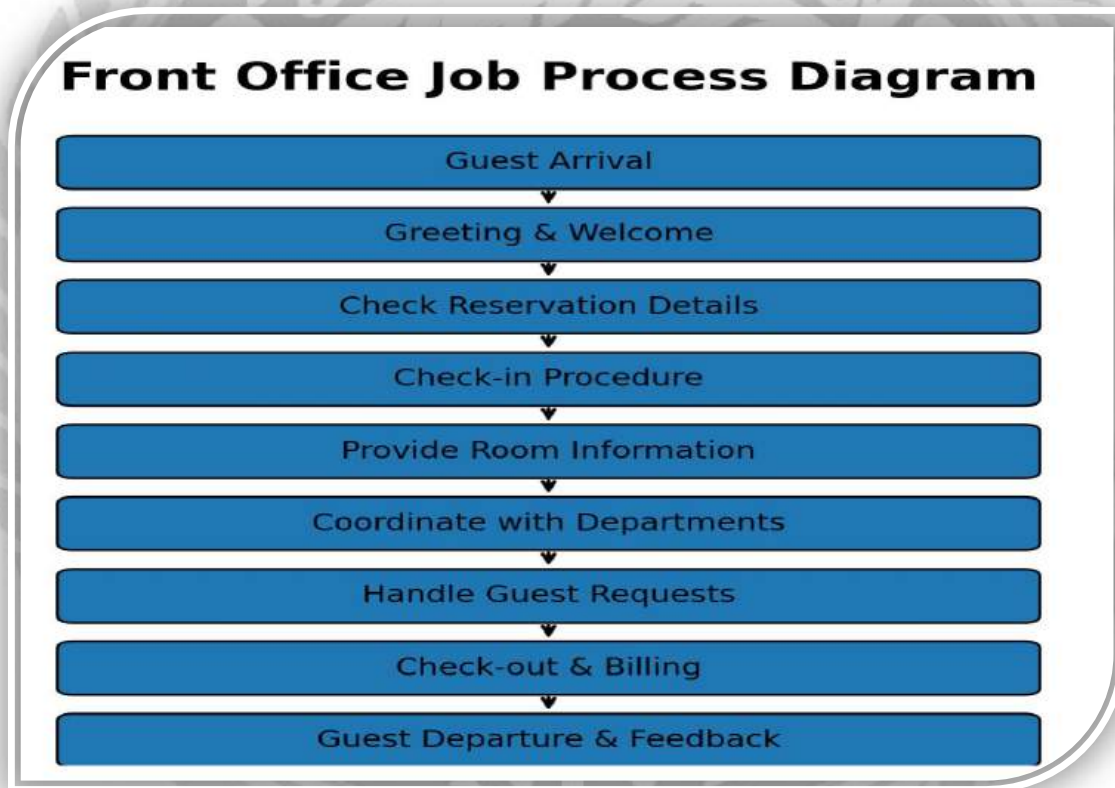 Front Office Job Process Diagram
Guest Arrival
Greeting & Welcome
Check Reservation Details
Check-in Procedure
Provide Room Information
Coordinate with Departments
Handle Guest Requests
Check-out & Billing
Guest Departure & Feedback